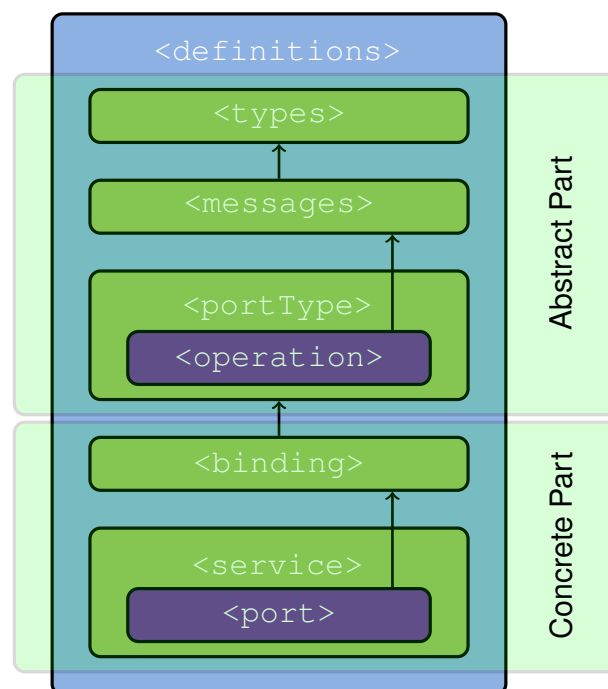 <definitions>
<types>
<messages>
<portType>
<operation>
Abstract Part
<binding>
<service>
<port>
Concrete Part